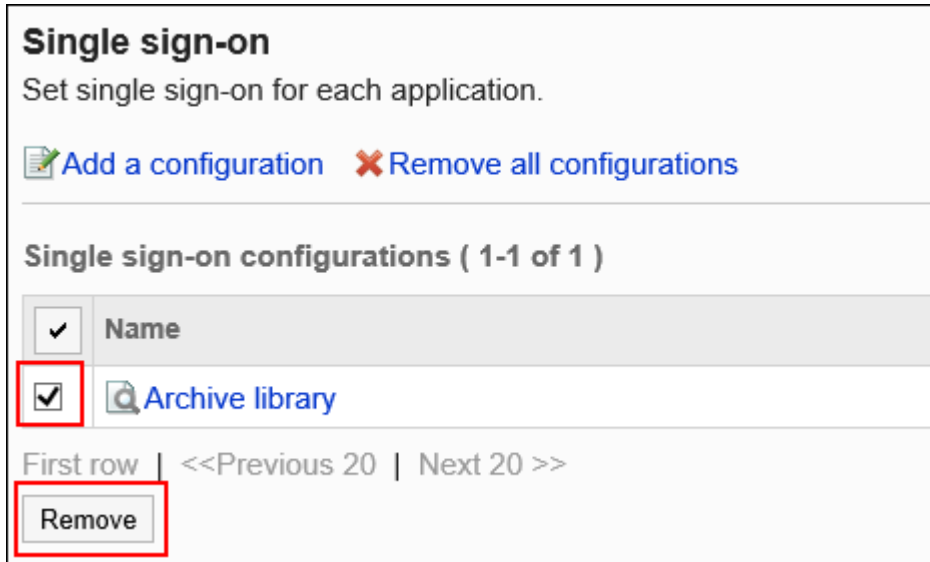 Single sign-on
Set single sign-on for each application.
Add a configuration Remove all configurations
Single sign-on configurations ( 1-1 of 1 )
Name
Archive library
First row | <<Previous 20 | Next 20 >>
Remove